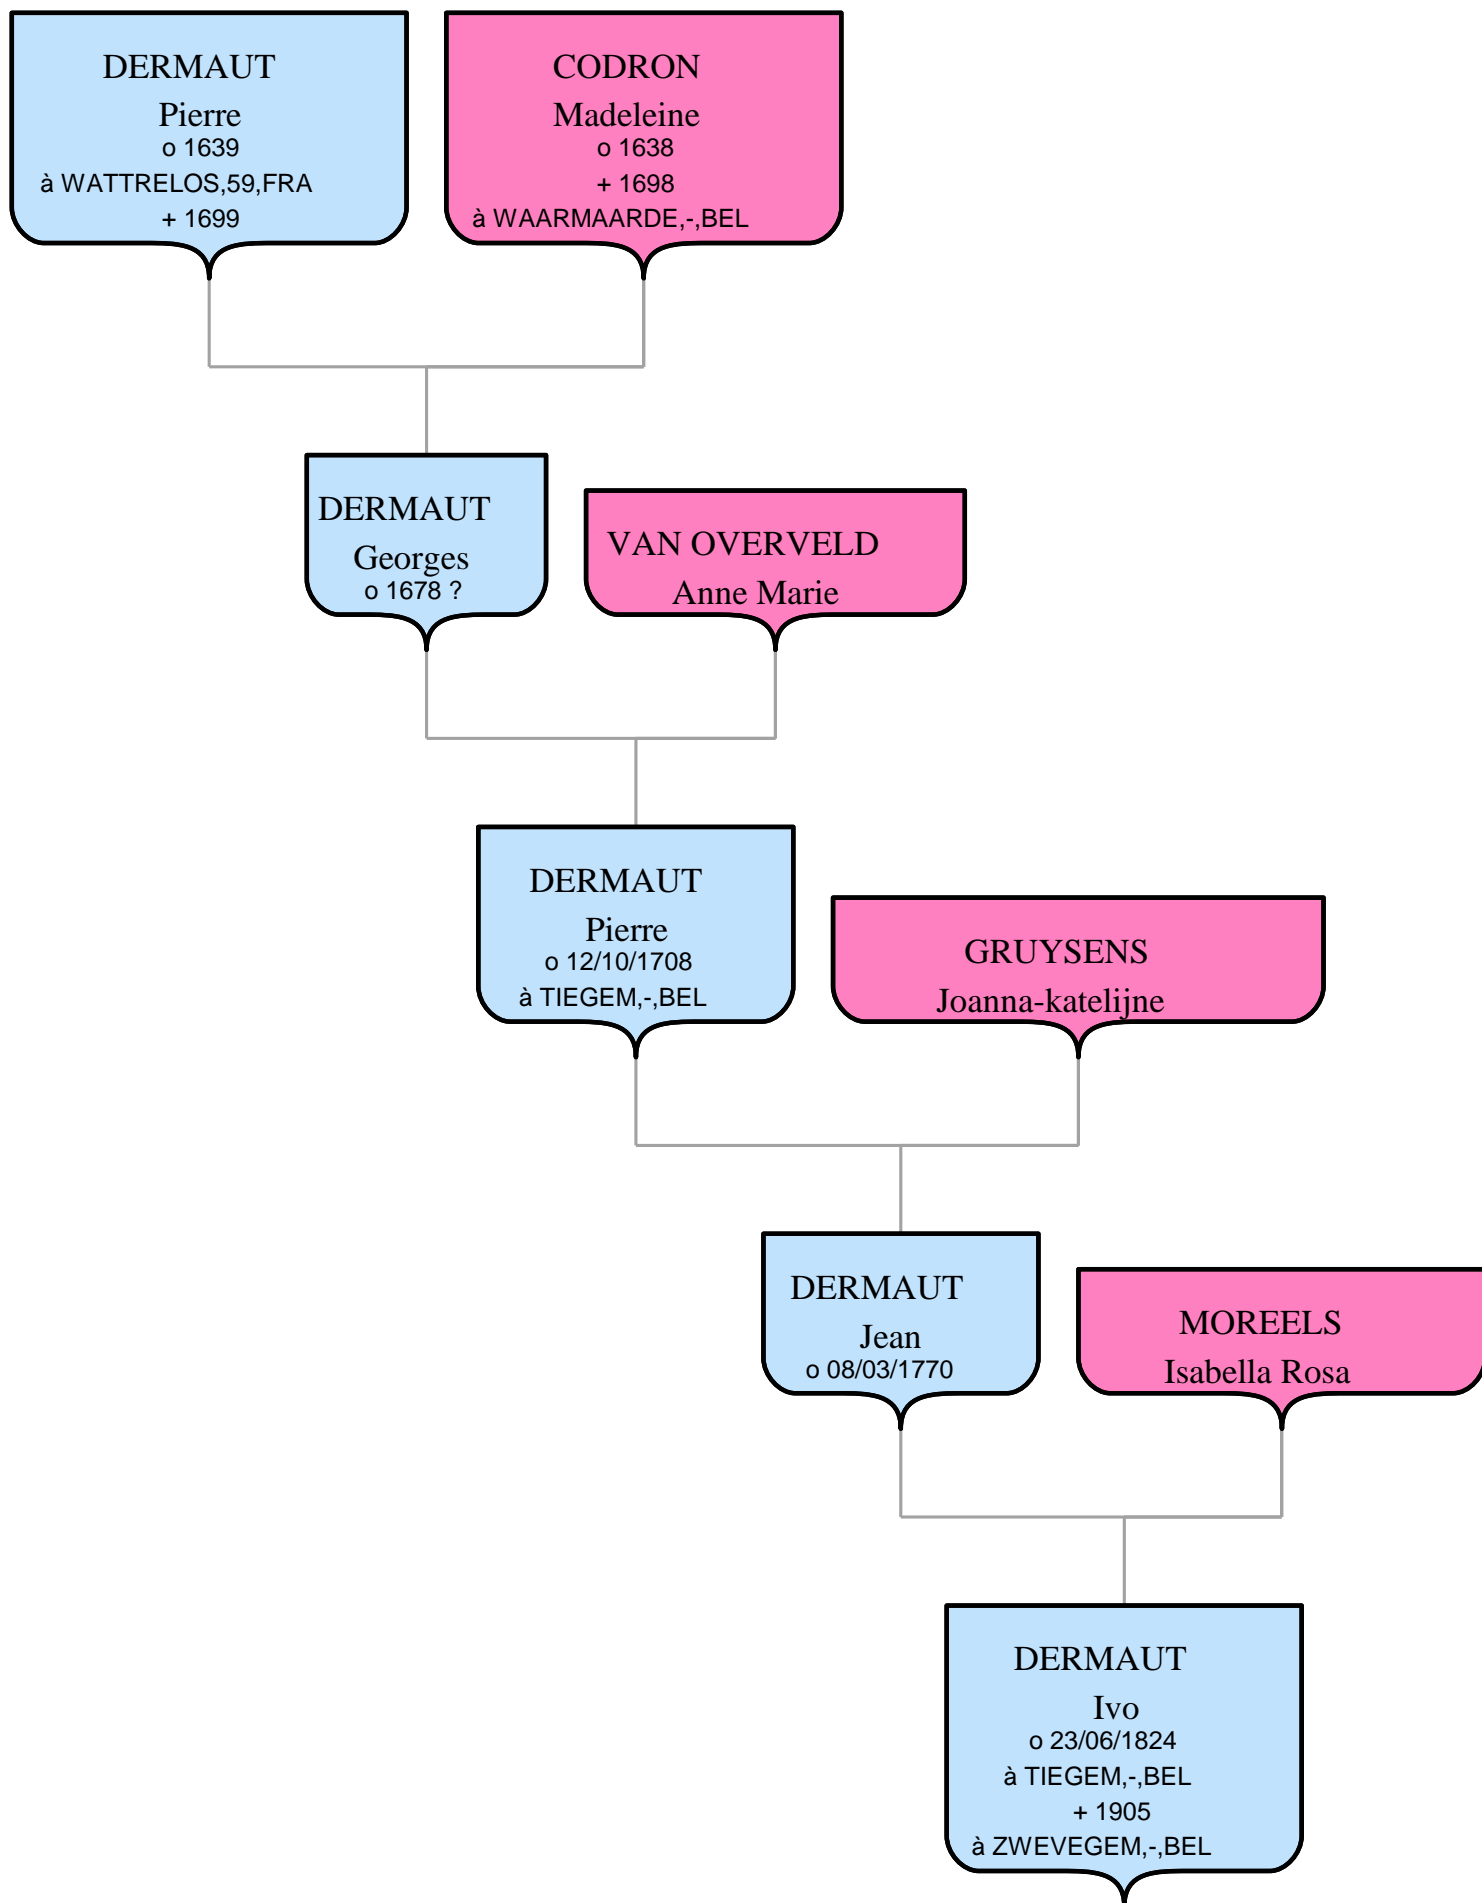 DERMAUT
Pierre
o 1639
à WATTRELOS,59,FRA
+ 1699
CODRON
Madeleine
o 1638
+ 1698
à WAARMAARDE,-,BEL
DERMAUT
Georges
o 1678 ?
VAN OVERVELD
Anne Marie
DERMAUT
Pierre
o 12/10/1708
à TIEGEM,-,BEL
GRUYSENS
Joanna-katelijne
DERMAUT
Jean
o 08/03/1770
MOREELS
Isabella Rosa
DERMAUT
Ivo
o 23/06/1824
à TIEGEM,-,BEL
+ 1905
à ZWEVEGEM,-,BEL